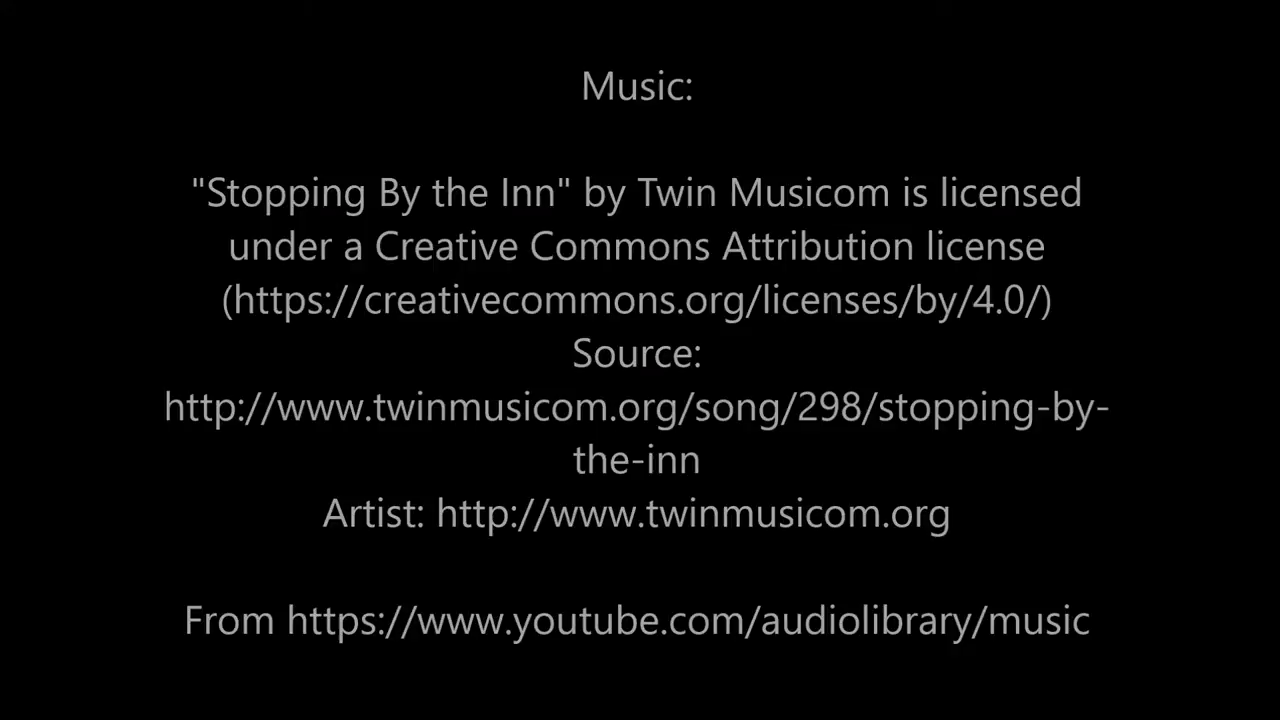 Music:
"Stopping By the Inn" by Twin Musicom is licensed
under a Creative Commons Attribution license
(https://creativecommons.org/licenses/by/4.0/)
Source:
http://www.twinmusicom.org/song/298/stopping-by-
the-inn
Artist: http://www.twinmusicom.org
From https://www.youtube.com/audiolibrary/music